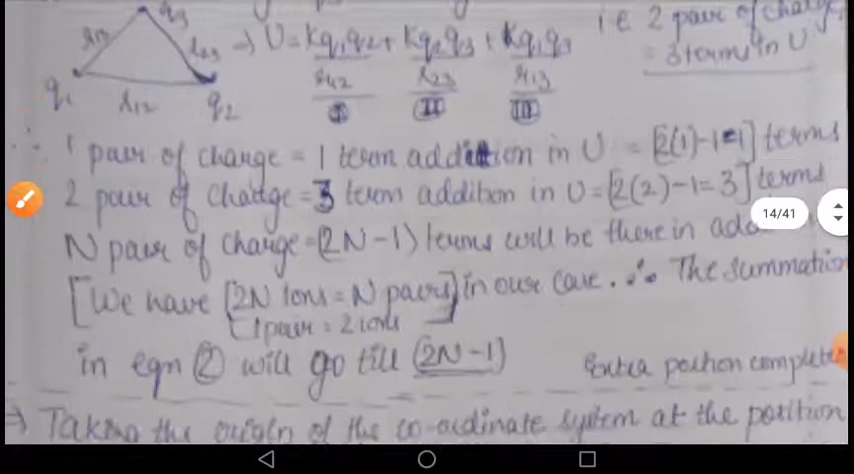 q3
r13
r23
⇒ U = Kq1q2 + Kq2q3 + Kq1q3
r12 r23 r13
I II III
i.e 2 pair of charge
= 3 terms in U
q1 r12 q2
∴ 1 pair of charge = 1 term addition in U = [2(1)-1=1] terms
2 pair of charge = 3 term addition in U = [2(2)-1=3] terms
14/41
N pair of charge = (2N-1) terms will be there in
[We have [2N ions = N pairs] in our case. ∴ The summation
1 pair = 2 ions
in eqn ② will go till (2N-1)
Extra portion complete
⇒ Taking the origin of the co-ordinate system at the position